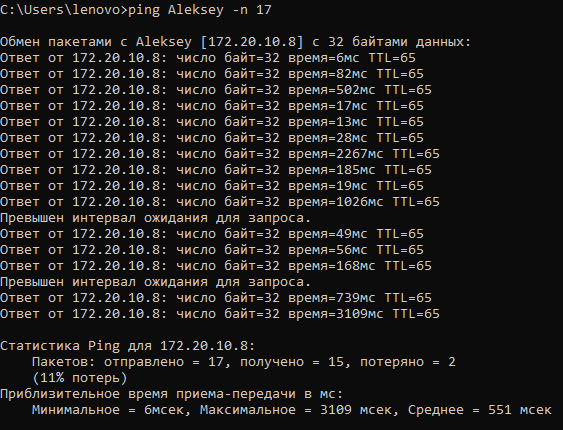 C:\Users\lenovo>ping Aleksey -n 17
Обмен пакетами с Aleksey [172.20.10.8] с 32 байтами данных:
Ответ от 172.20.10.8: число байт=32 время=6мс TTL=65
Ответ от 172.20.10.8: число байт=32 время=82мс TTL=65
Ответ от 172.20.10.8: число байт=32 время=502мс TTL=65
Ответ от 172.20.10.8: число байт=32 время=17мс TTL=65
Ответ от 172.20.10.8: число байт=32 время=13мс TTL=65
Ответ от 172.20.10.8: число байт=32 время=28мс TTL=65
Ответ от 172.20.10.8: число байт=32 время=2267мс TTL=65
Ответ от 172.20.10.8: число байт=32 время=185мс TTL=65
Ответ от 172.20.10.8: число байт=32 время=19мс TTL=65
Ответ от 172.20.10.8: число байт=32 время=1026мс TTL=65
Превышен интервал ожидания для запроса.
Ответ от 172.20.10.8: число байт=32 время=49мс TTL=65
Ответ от 172.20.10.8: число байт=32 время=56мс TTL=65
Ответ от 172.20.10.8: число байт=32 время=168мс TTL=65
Превышен интервал ожидания для запроса.
Ответ от 172.20.10.8: число байт=32 время=739мс TTL=65
Ответ от 172.20.10.8: число байт=32 время=3109мс TTL=65
Статистика Ping для 172.20.10.8:
Пакетов: отправлено = 17, получено = 15, потеряно = 2
(11% потерь)
Приблизительное время приема-передачи в мс:
Минимальное = 6мсек, Максимальное = 3109 мсек, Среднее = 551 мсек